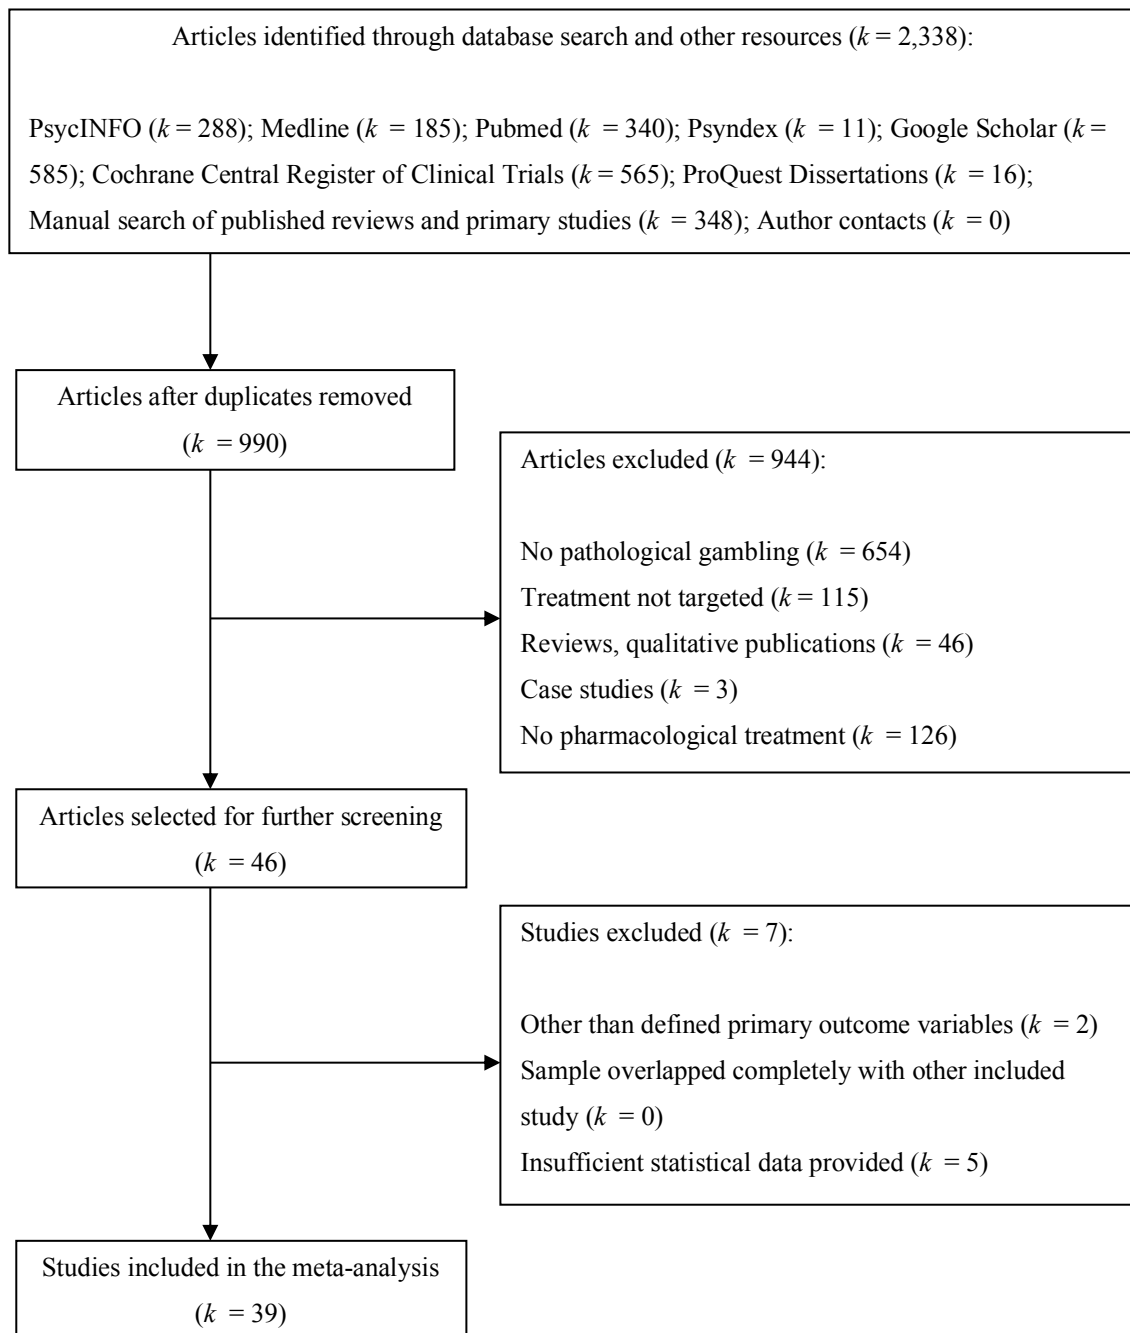 Articles identified through database search and other resources (k = 2,338):
PsycINFO (k = 288); Medline (k = 185); Pubmed (k = 340); Psyndex (k = 11); Google Scholar (k =
585); Cochrane Central Register of Clinical Trials (k = 565); ProQuest Dissertations (k = 16);
Manual search of published reviews and primary studies (k = 348); Author contacts (k = 0)
Articles after duplicates removed
(k = 990)
Articles excluded (k = 944):
No pathological gambling (k = 654)
Treatment not targeted (k = 115)
Reviews, qualitative publications (k = 46)
Case studies (k = 3)
No pharmacological treatment (k = 126)
Articles selected for further screening
(k = 46)
Studies excluded (k = 7):
Other than defined primary outcome variables (k = 2)
Sample overlapped completely with other included
study (k = 0)
Insufficient statistical data provided (k = 5)
Studies included in the meta-analysis
(k = 39)